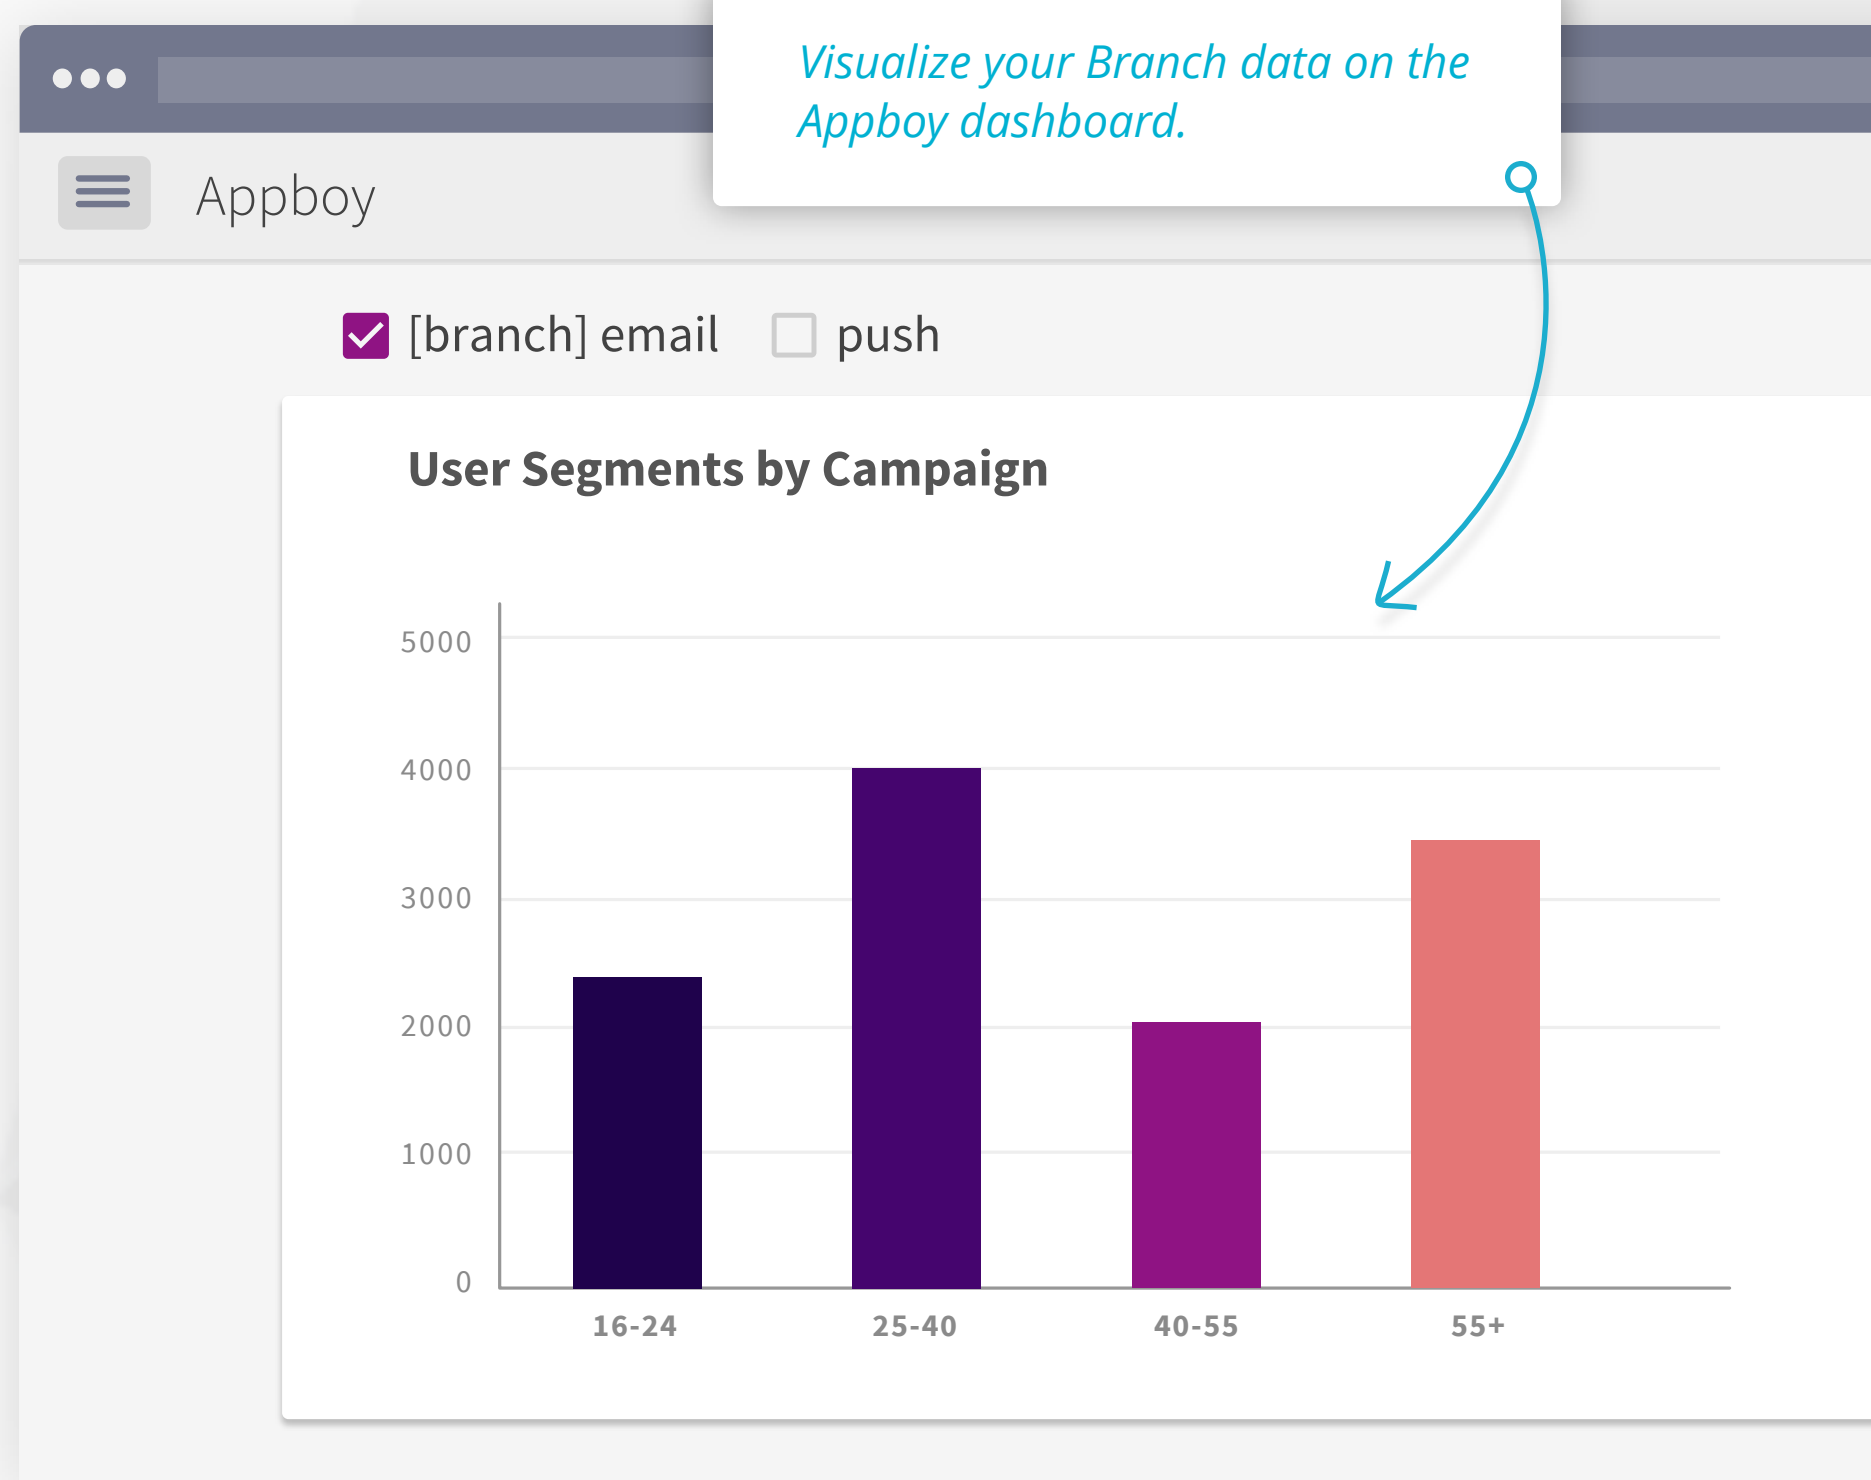 Visualize your Branch data on the
Appboy dashboard.
Appboy
[branch] email push
User Segments by Campaign
5000
4000
3000
2000
1000
0
16-24 25-40 40-55 55+